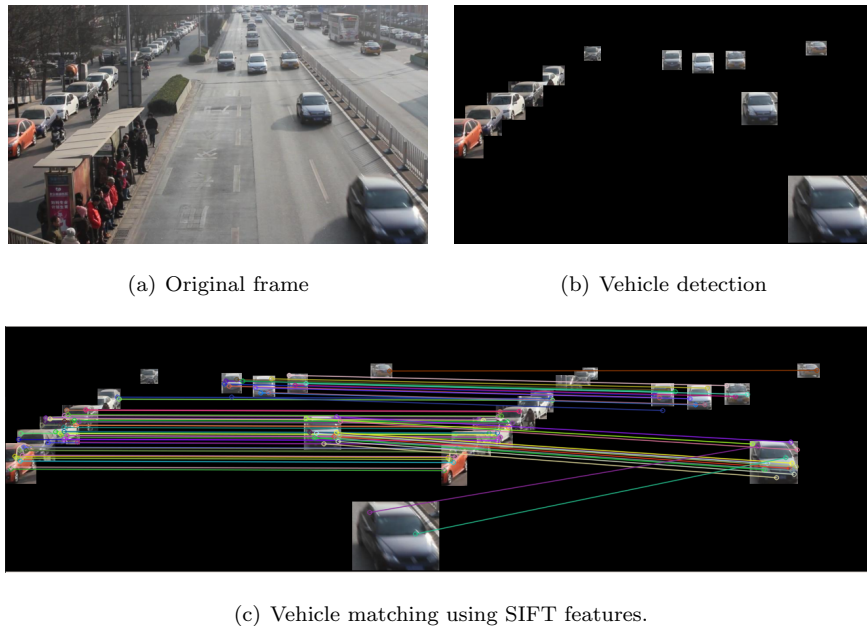 (a) Original frame
(b) Vehicle detection
(c) Vehicle matching using SIFT features.